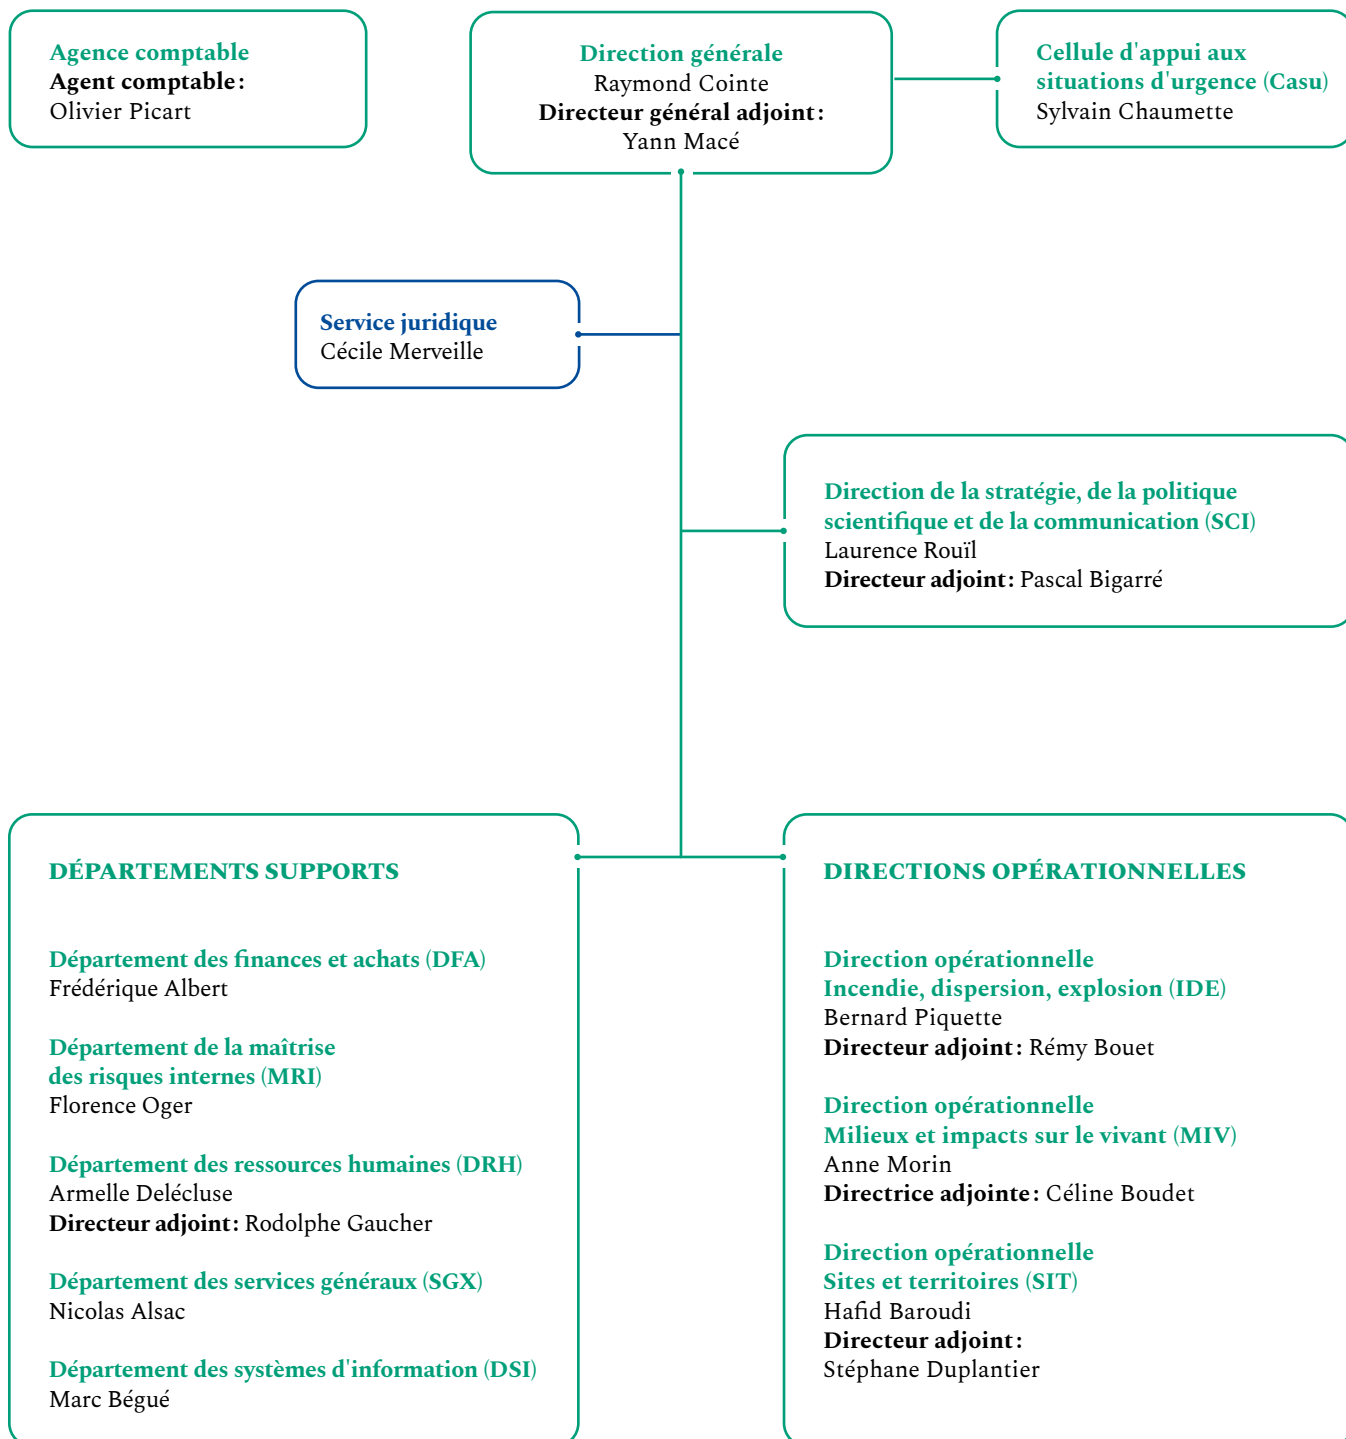 Agence comptable
Agent comptable :
Olivier Picart
Direction générale
Raymond Cointe
Directeur général adjoint :
Yann Macé
Cellule d'appui aux
situations d'urgence (Casu)
Sylvain Chaumette
Service juridique
Cécile Merveille
Direction de la stratégie, de la politique
scientifique et de la communication (SCI)
Laurence Rouïl
Directeur adjoint : Pascal Bigarré
DÉPARTEMENTS SUPPORTS
Département des finances et achats (DFA)
Frédérique Albert
Département de la maîtrise
des risques internes (MRI)
Florence Oger
Département des ressources humaines (DRH)
Armelle Delécluse
Directeur adjoint : Rodolphe Gaucher
Département des services généraux (SGX)
Nicolas Alsac
Département des systèmes d'information (DSI)
Marc Bégué
DIRECTIONS OPÉRATIONNELLES
Direction opérationnelle
Incendie, dispersion, explosion (IDE)
Bernard Piquette
Directeur adjoint : Rémy Bouet
Direction opérationnelle
Milieux et impacts sur le vivant (MIV)
Anne Morin
Directrice adjointe : Céline Boudet
Direction opérationnelle
Sites et territoires (SIT)
Hafid Baroudi
Directeur adjoint :
Stéphane Duplantier